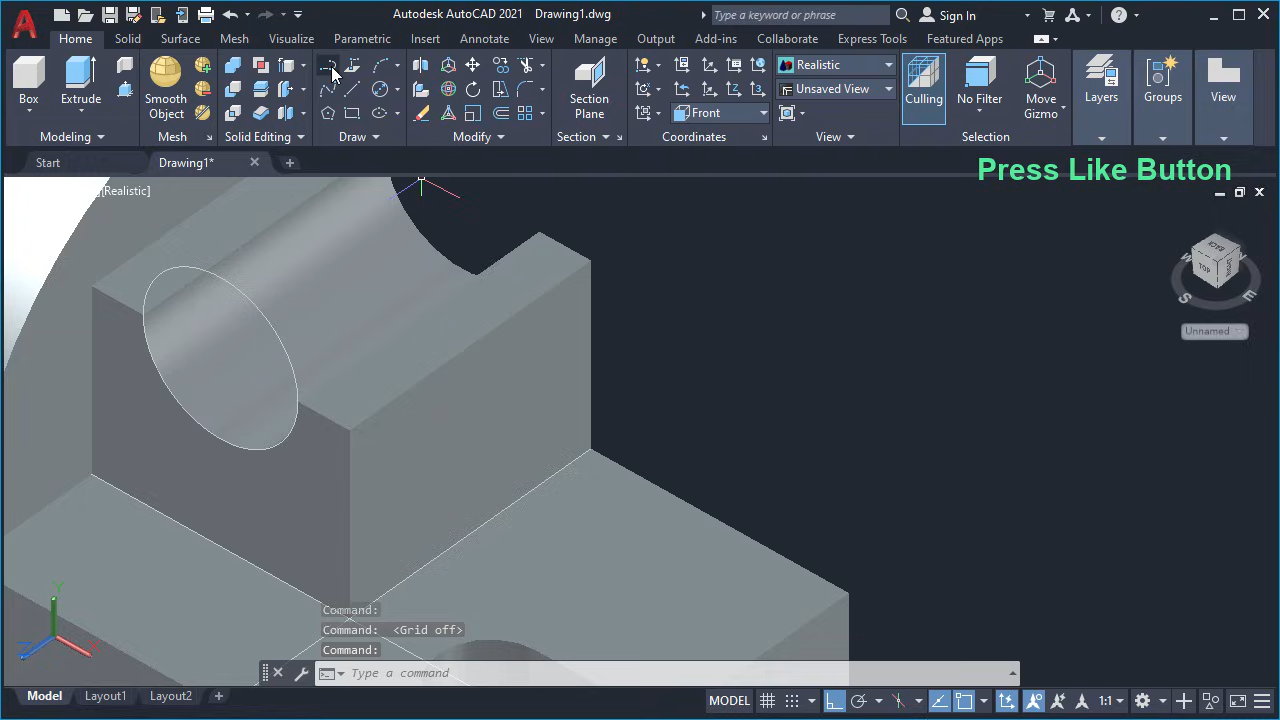 Autodesk AutoCAD 2021 Drawing1.dwg
Type a keyword or phrase
Sign In
Home Solid Surface Mesh Visualize Parametric Insert Annotate View Manage Output Add-ins Collaborate Express Tools Featured Apps
Box
Extrude
Smooth
Object
Section
Plane
Realistic
Unsaved View
Front
Culling
No Filter
Move
Gizmo
Layers
Groups
View
Modeling
Mesh
Solid Editing
Draw
Modify
Section
Coordinates
View
Selection
Start
Drawing1*
Press Like Button
[Realistic]
W
S
E
BACK
TOP
Unnamed
Y
X
Z
Command:
Command: <Grid off>
Command:
Type a command
Model Layout1 Layout2
MODEL
1:1